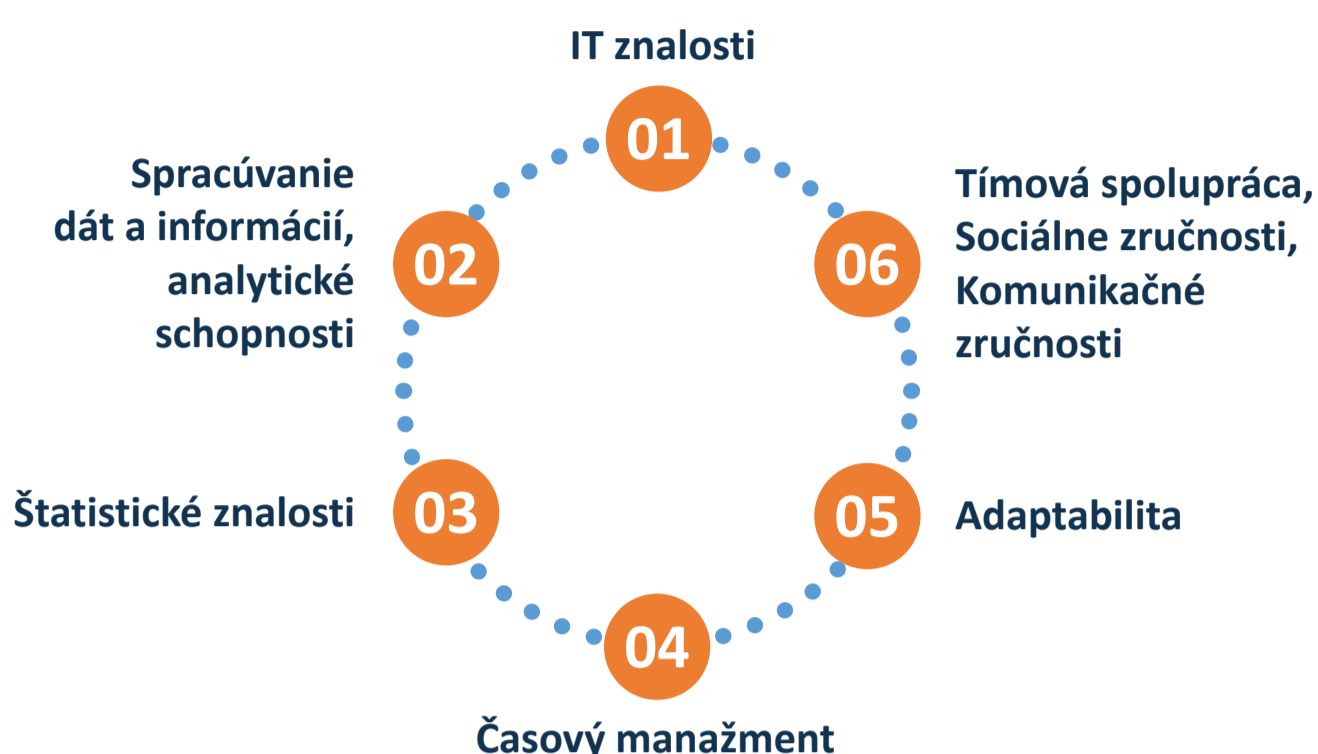 IT znalosti
01
Spracúvanie
dát a informácií,
analytické
schopnosti
02
Štatistické znalosti
03
04
Časový manažment
05
Adaptabilita
06
Tímová spolupráca,
Sociálne zručnosti,
Komunikačné
zručnosti